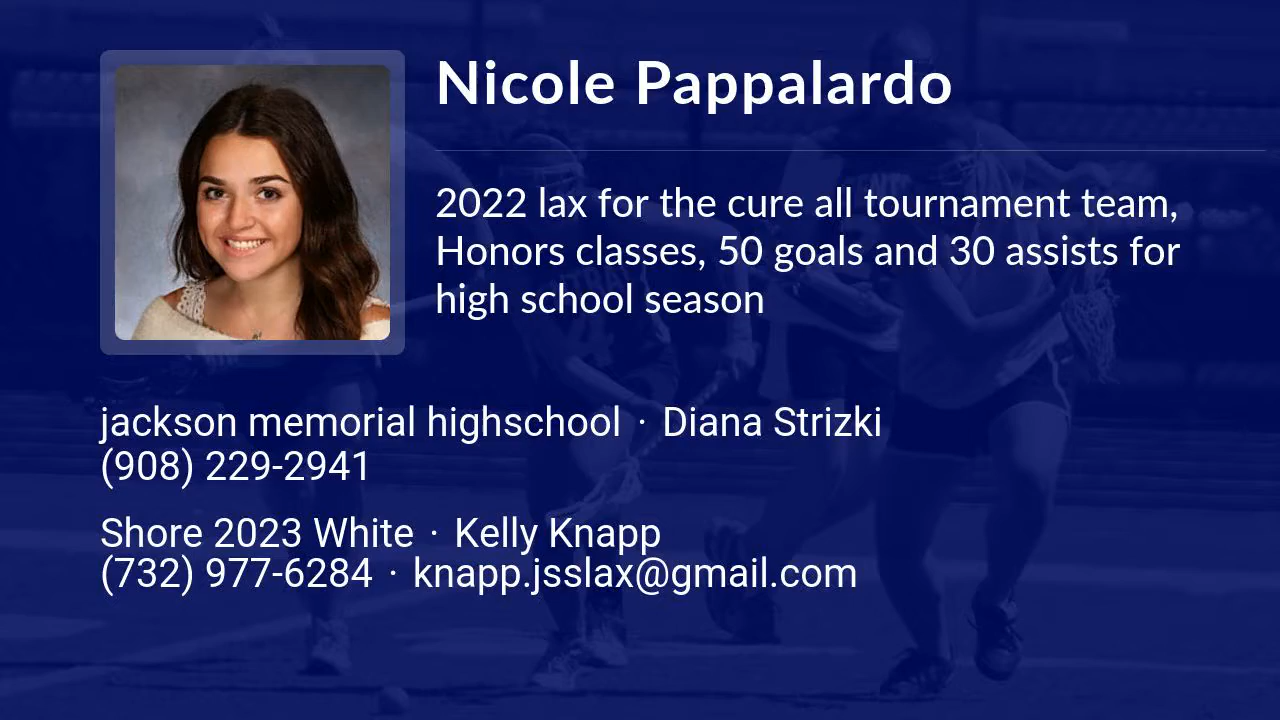 Nicole Pappalardo
2022 lax for the cure all tournament team,
Honors classes, 50 goals and 30 assists for
high school season
jackson memorial highschool · Diana Strizki
(908) 229-2941
Shore 2023 White · Kelly Knapp
(732) 977-6284 · knapp.jsslax@gmail.com